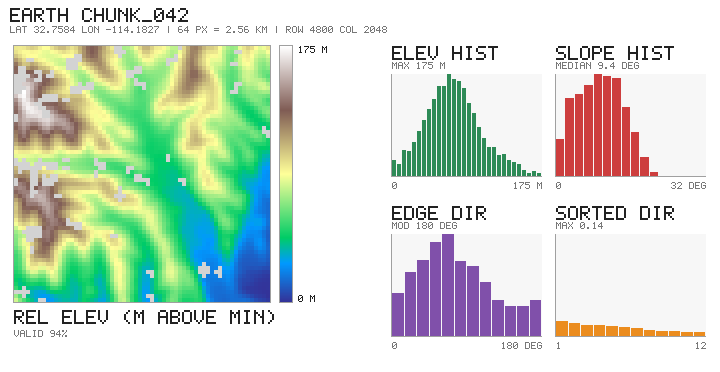 EARTH CHUNK_042
LAT 32.7584 LON -114.1827 | 64 PX = 2.56 KM | ROW 4800 COL 2048
175 M
0 M
REL ELEV (M ABOVE MIN)
VALID 94%
ELEV HIST
MAX 175 M
0 175 M
SLOPE HIST
MEDIAN 9.4 DEG
0 32 DEG
EDGE DIR
MOD 180 DEG
0 180 DEG
SORTED DIR
MAX 0.14
1 12